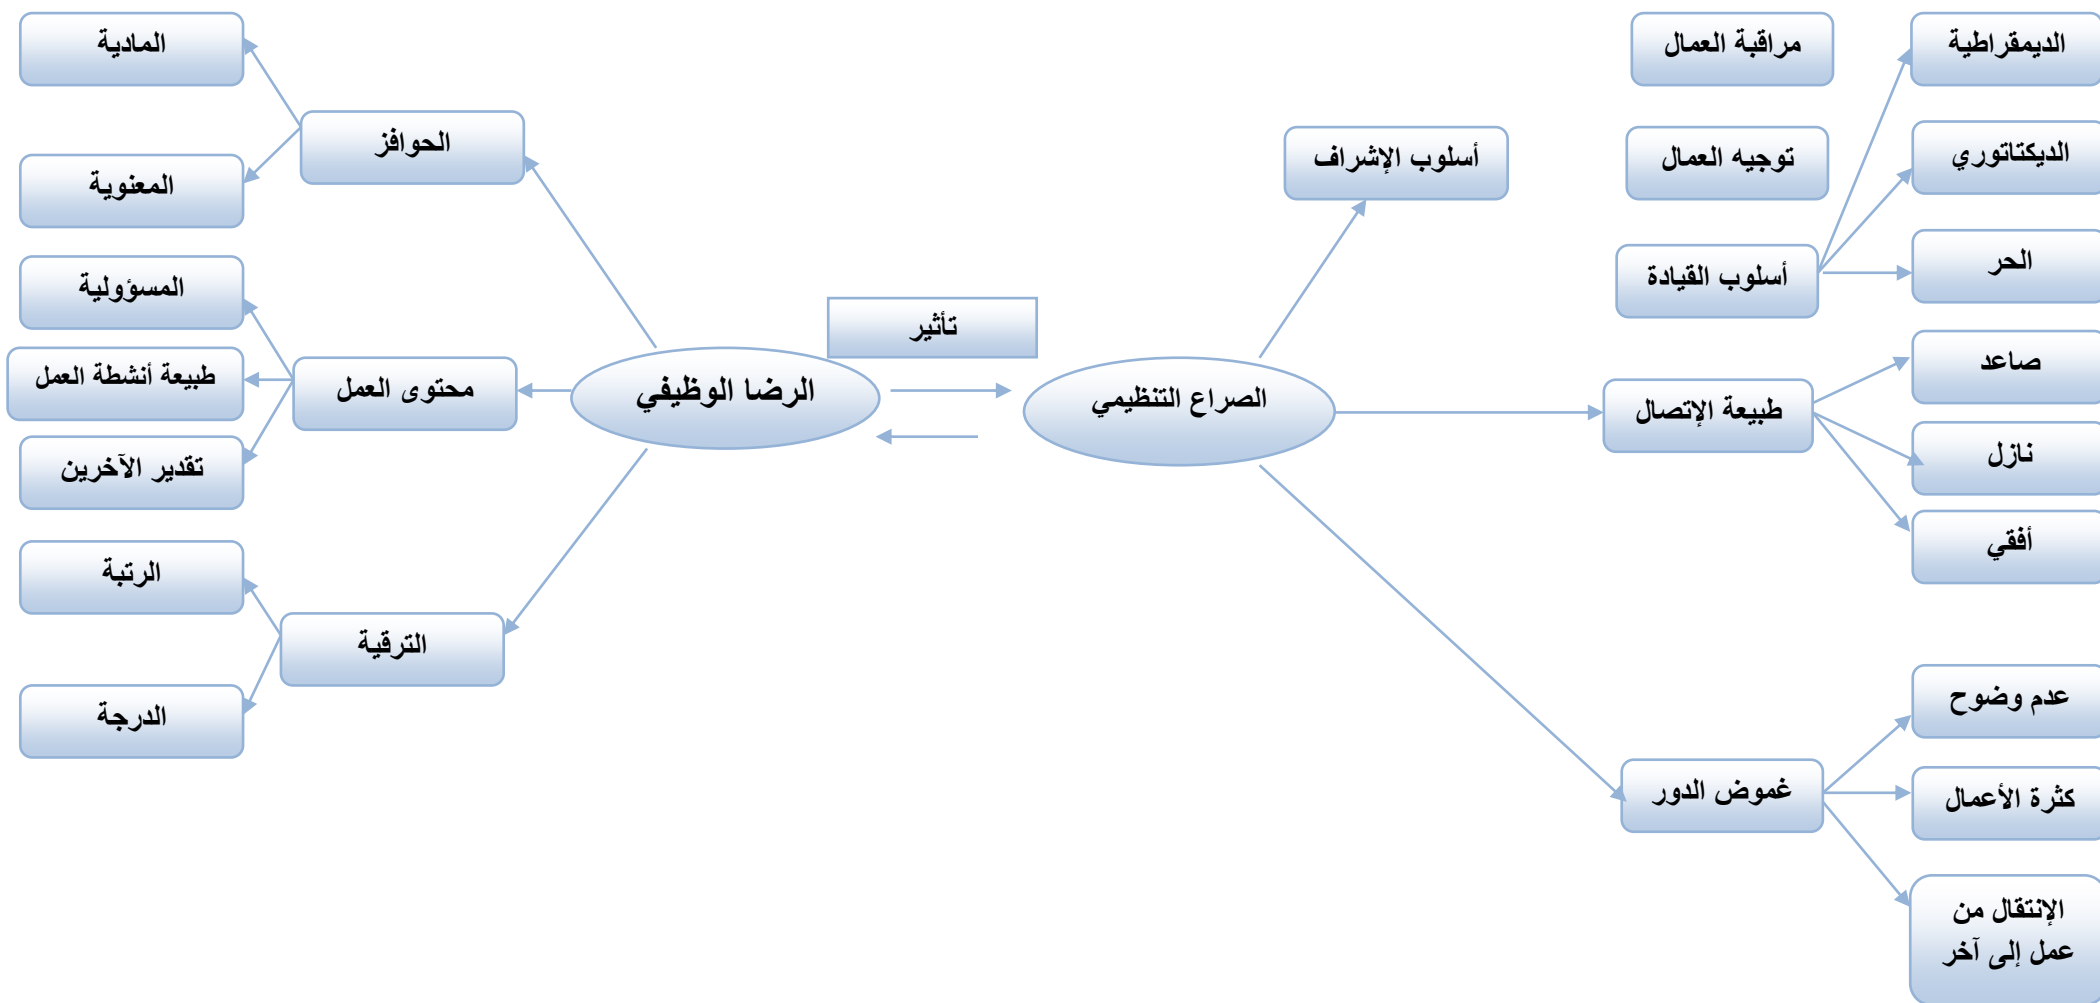 الديمقراطية
مراقبة العمال
المادية
الديكتاتوري
توجيه العمال
أسلوب الإشراف
الحوافز
المعنوية
الحر
أسلوب القيادة
المسؤولية
تأثير
صاعد
طبيعة الإتصال
الصراع التنظيمي
الرضا الوظيفي
محتوى العمل
طبيعة أنشطة العمل
نازل
تقدير الآخرين
أفقي
الرتبة
الترقية
عدم وضوح
الدرجة
كثرة الأعمال
غموض الدور
الإنتقال من
عمل إلى آخر